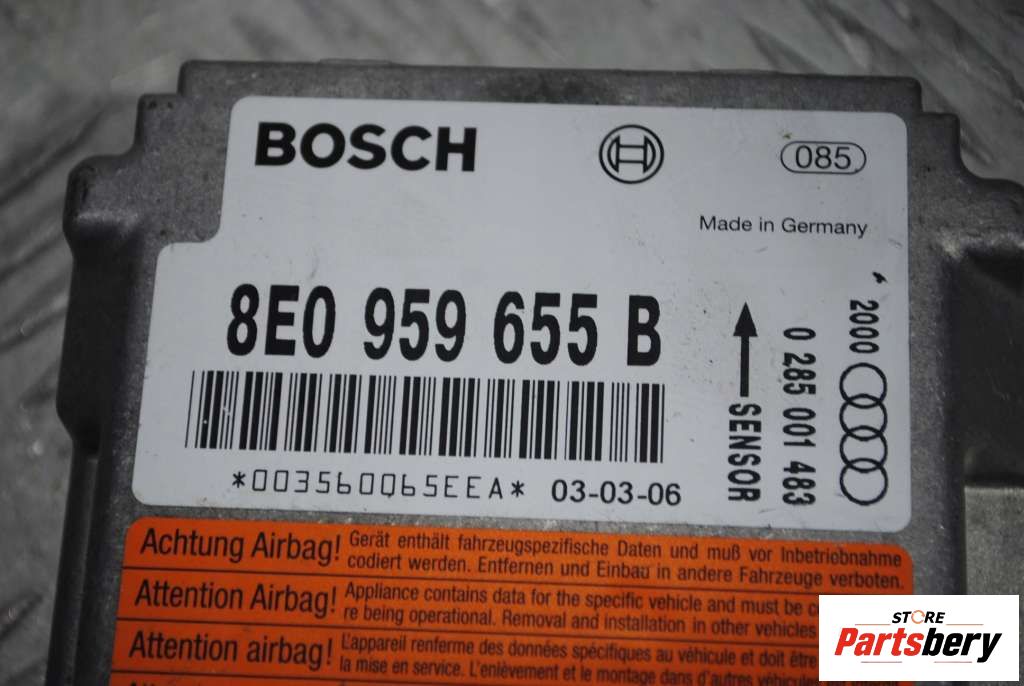 BOSCH
085
Made in Germany
8E0 959 655 B
*003560Q65EEA* 03-03-06
SENSOR
0 285 001 483
2000
Achtung Airbag! Gerät enthält fahrzeugspezifische Daten und muß vor Inbetriebnahme
codiert werden. Entfernen und Einbau in andere Fahrzeuge verboten.
Attention Airbag! Appliance contains data for the specific vehicle and must be
re being operational. Removal and installation in other vehicles
Attention airbag! L'appareil renferme des données spécifiques au véhicule et doit être
la mise en service. L'enlèvement et le montage dans d'autres véhicules
STORE
Partsbery